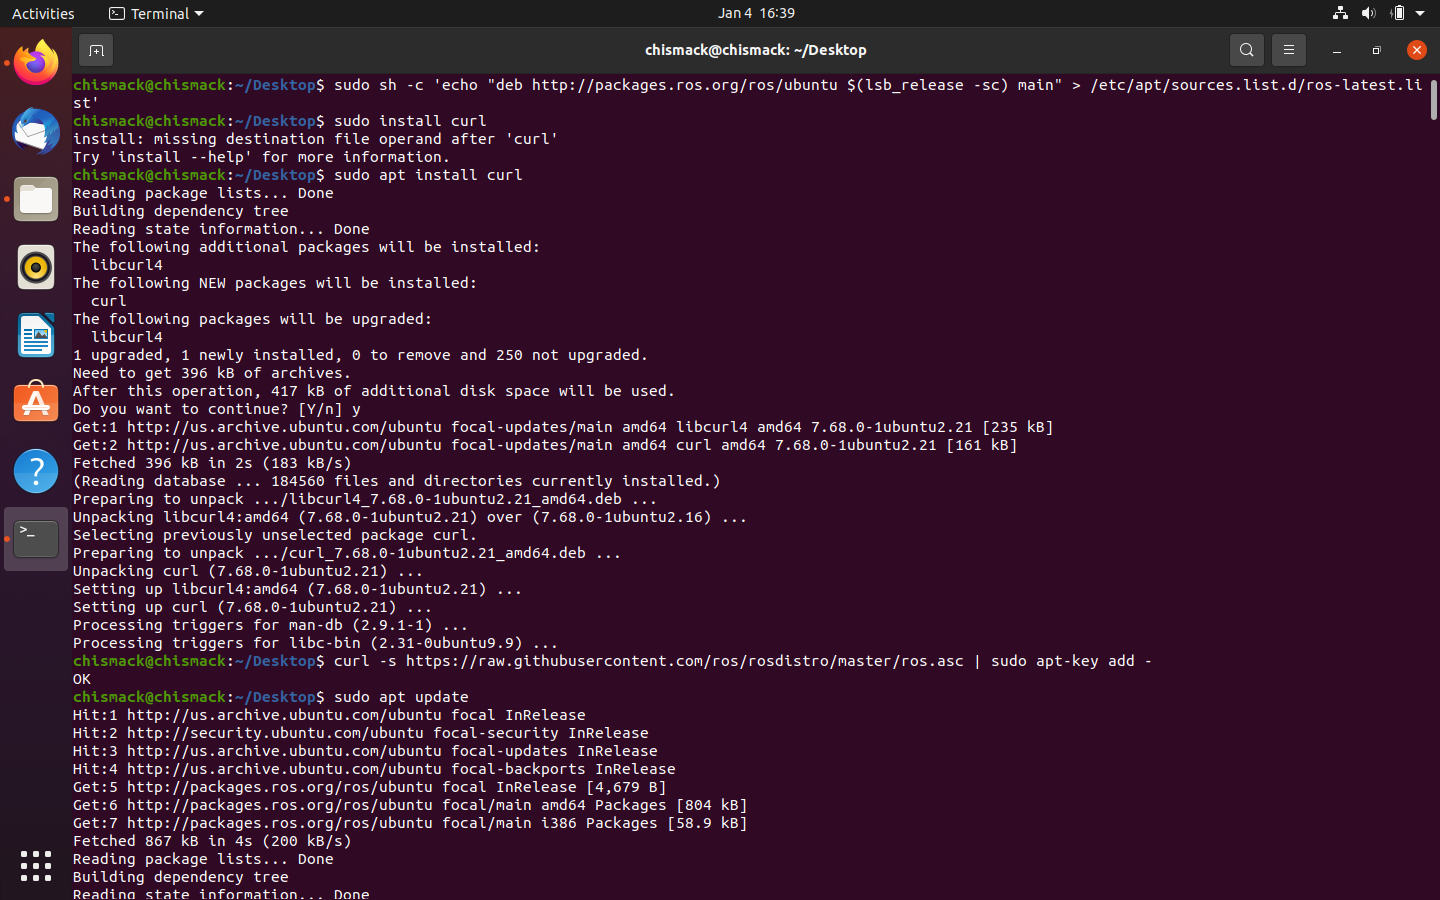 Activities
Terminal
Jan 4 16:39
chismack@chismack: ~/Desktop
chismack@chismack:~/Desktop$ sudo sh -c 'echo "deb http://packages.ros.org/ros/ubuntu $(lsb_release -sc) main" > /etc/apt/sources.list.d/ros-latest.li
st'
chismack@chismack:~/Desktop$ sudo install curl
install: missing destination file operand after 'curl'
Try 'install --help' for more information.
chismack@chismack:~/Desktop$ sudo apt install curl
Reading package lists... Done
Building dependency tree
Reading state information... Done
The following additional packages will be installed:
  libcurl4
The following NEW packages will be installed:
  curl
The following packages will be upgraded:
  libcurl4
1 upgraded, 1 newly installed, 0 to remove and 250 not upgraded.
Need to get 396 kB of archives.
After this operation, 417 kB of additional disk space will be used.
Do you want to continue? [Y/n] y
Get:1 http://us.archive.ubuntu.com/ubuntu focal-updates/main amd64 libcurl4 amd64 7.68.0-1ubuntu2.21 [235 kB]
Get:2 http://us.archive.ubuntu.com/ubuntu focal-updates/main amd64 curl amd64 7.68.0-1ubuntu2.21 [161 kB]
Fetched 396 kB in 2s (183 kB/s)
(Reading database ... 184560 files and directories currently installed.)
Preparing to unpack .../libcurl4_7.68.0-1ubuntu2.21_amd64.deb ...
Unpacking libcurl4:amd64 (7.68.0-1ubuntu2.21) over (7.68.0-1ubuntu2.16) ...
Selecting previously unselected package curl.
Preparing to unpack .../curl_7.68.0-1ubuntu2.21_amd64.deb ...
Unpacking curl (7.68.0-1ubuntu2.21) ...
Setting up libcurl4:amd64 (7.68.0-1ubuntu2.21) ...
Setting up curl (7.68.0-1ubuntu2.21) ...
Processing triggers for man-db (2.9.1-1) ...
Processing triggers for libc-bin (2.31-0ubuntu9.9) ...
chismack@chismack:~/Desktop$ curl -s https://raw.githubusercontent.com/ros/rosdistro/master/ros.asc | sudo apt-key add -
OK
chismack@chismack:~/Desktop$ sudo apt update
Hit:1 http://us.archive.ubuntu.com/ubuntu focal InRelease
Hit:2 http://security.ubuntu.com/ubuntu focal-security InRelease
Hit:3 http://us.archive.ubuntu.com/ubuntu focal-updates InRelease
Hit:4 http://us.archive.ubuntu.com/ubuntu focal-backports InRelease
Get:5 http://packages.ros.org/ros/ubuntu focal InRelease [4,679 B]
Get:6 http://packages.ros.org/ros/ubuntu focal/main amd64 Packages [804 kB]
Get:7 http://packages.ros.org/ros/ubuntu focal/main i386 Packages [58.9 kB]
Fetched 867 kB in 4s (200 kB/s)
Reading package lists... Done
Building dependency tree
Reading state information... Done